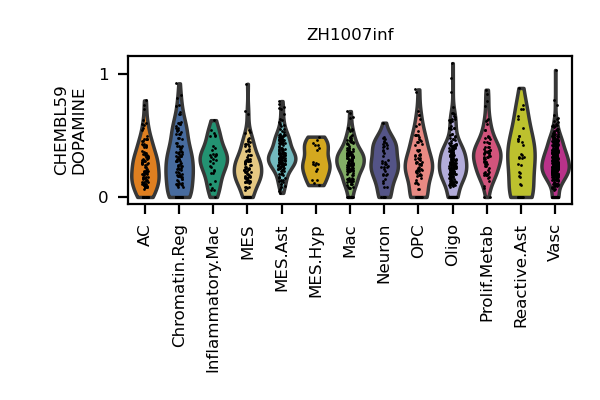 ZH1007inf
CHEMBL59
DOPAMINE
1
0
AC
Chromatin.Reg
Inflammatory.Mac
MES
MES.Ast
MES.Hyp
Mac
Neuron
OPC
Oligo
Prolif.Metab
Reactive.Ast
Vasc